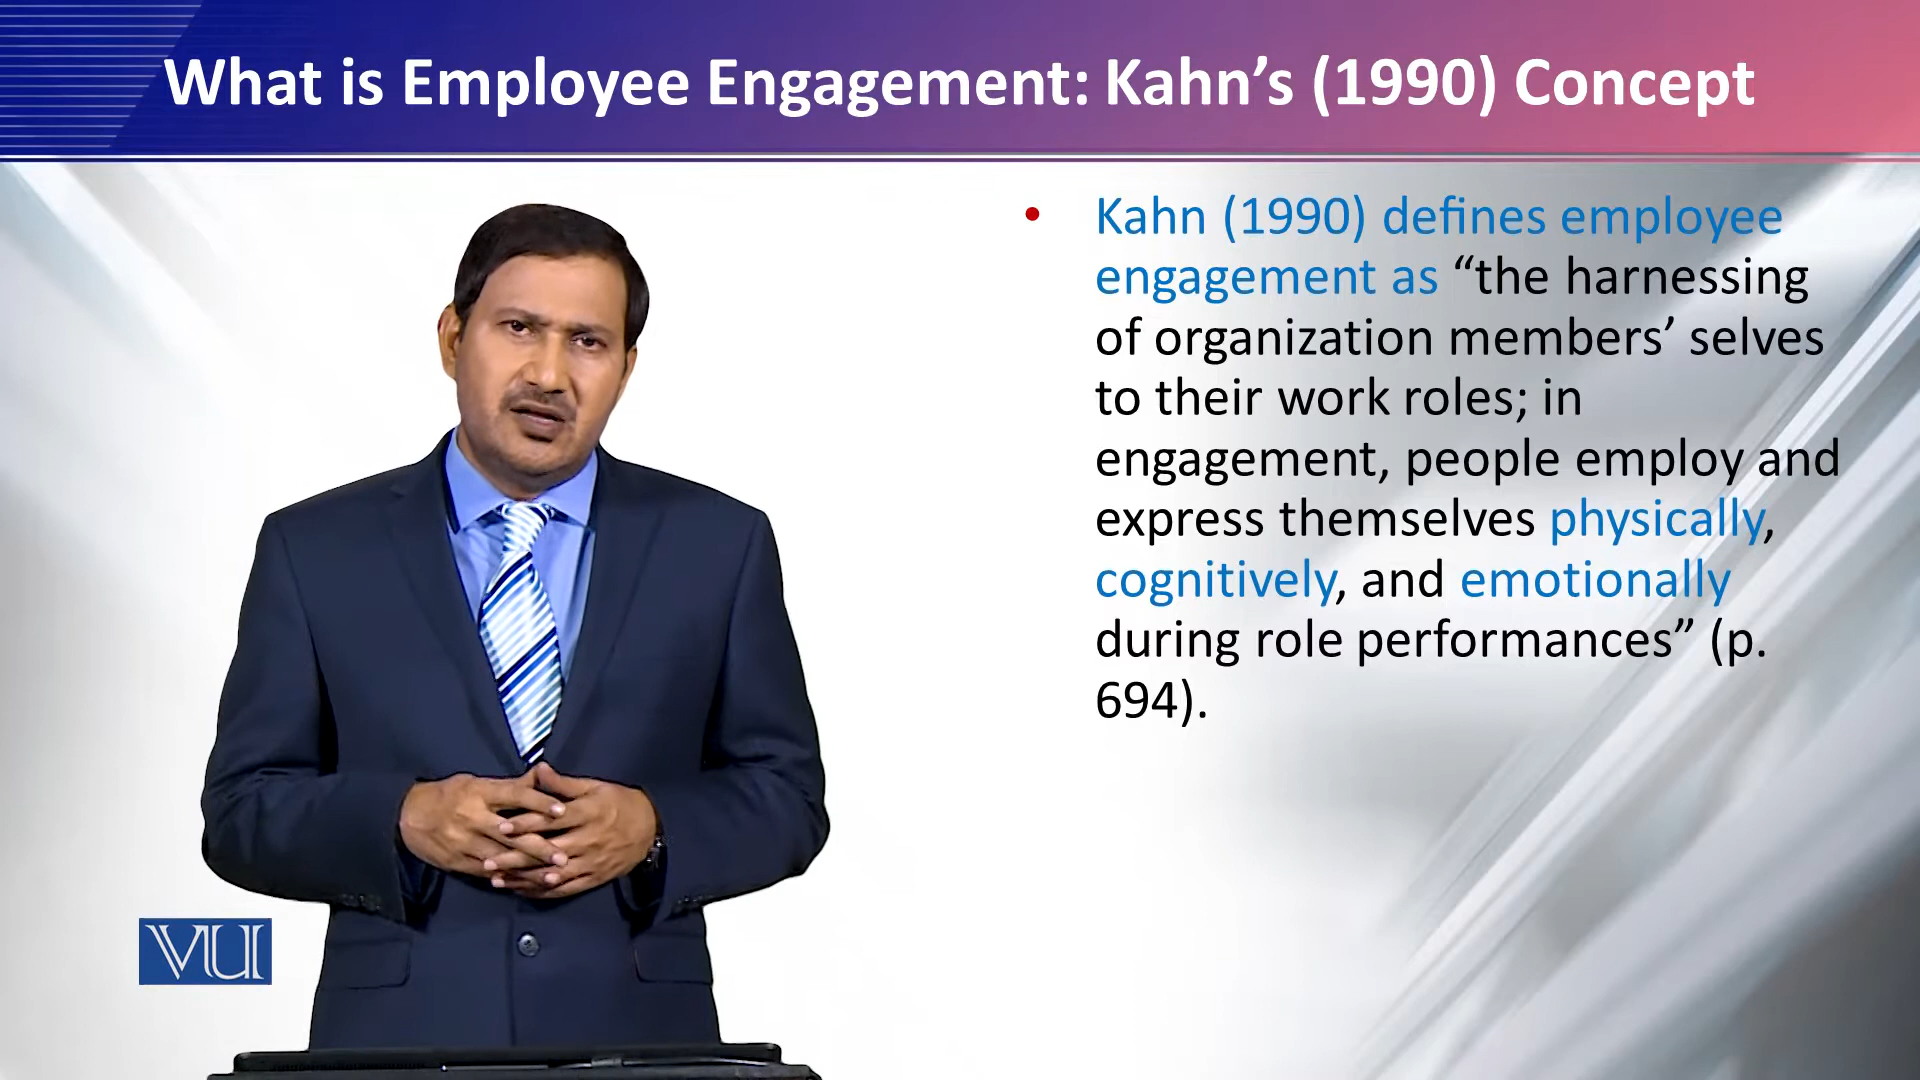 What is Employee Engagement: Kahn’s (1990) Concept
• Kahn (1990) defines employee
engagement as “the harnessing
of organization members’ selves
to their work roles; in
engagement, people employ and
express themselves physically,
cognitively, and emotionally
during role performances” (p.
694).
VU